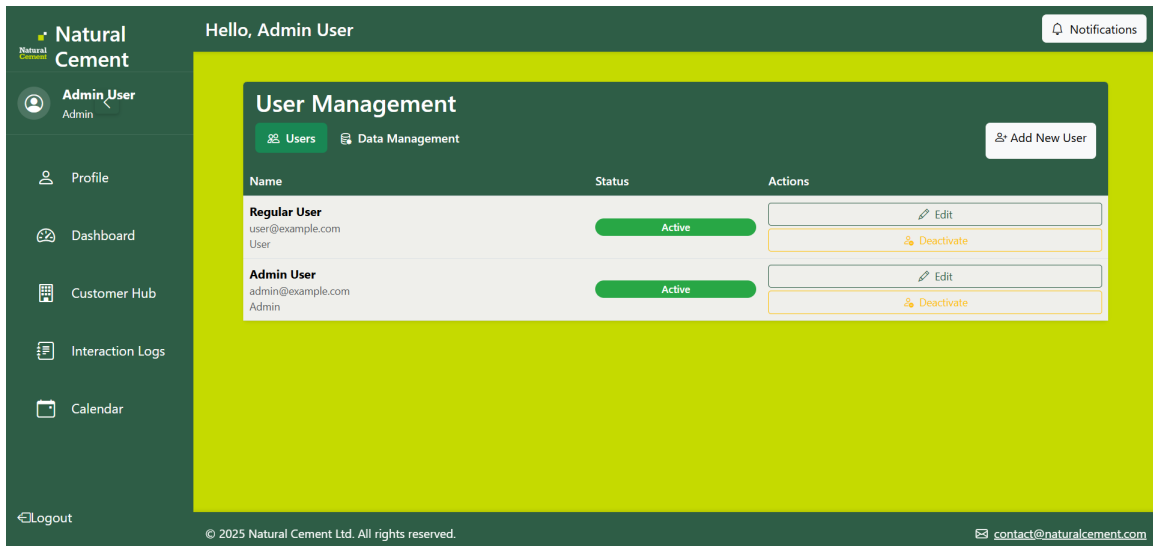 Natural
Cement
Natural
Cement
Hello, Admin User
Notifications
Admin User
Admin
Profile
Dashboard
Customer Hub
Interaction Logs
Calendar
Logout
User Management
Users
Data Management
Add New User
Name Status Actions
Regular User
user@example.com
User
Active
Edit
Deactivate
Admin User
admin@example.com
Admin
Active
Edit
Deactivate
© 2025 Natural Cement Ltd. All rights reserved.
contact@naturalcement.com